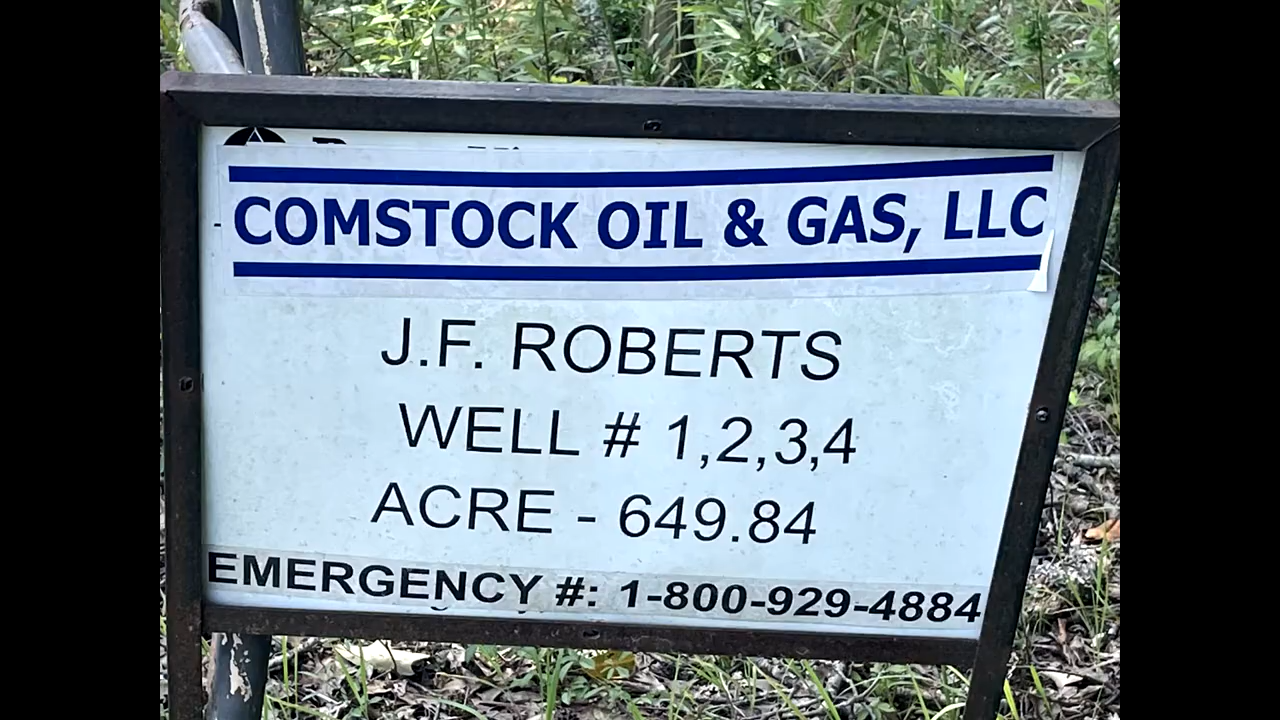 COMSTOCK OIL & GAS, LLC
J.F. ROBERTS
WELL # 1,2,3,4
ACRE - 649.84
EMERGENCY #: 1-800-929-4884